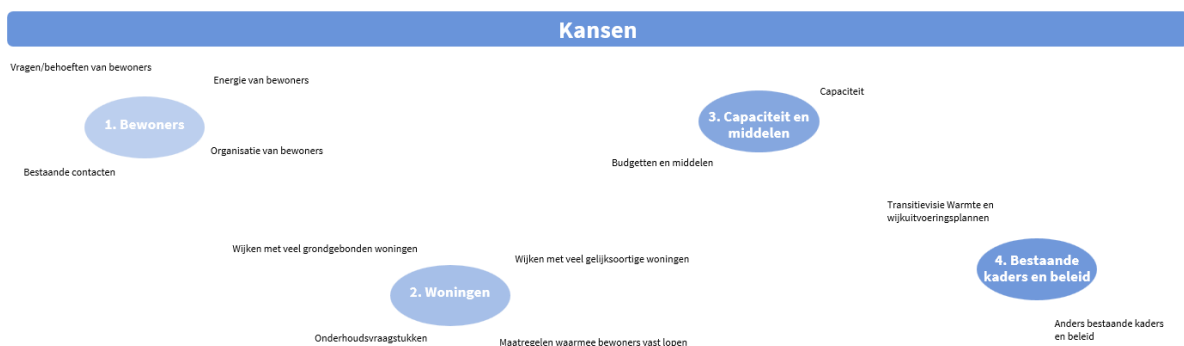 Kansen
Vragen/behoeften van bewoners
Energie van bewoners
1. Bewoners
Organisatie van bewoners
Bestaande contacten
Wijken met veel grondgebonden woningen
Wijken met veel gelijksoortige woningen
2. Woningen
Onderhoudsvraagstukken
Maatregelen waarmee bewoners vast lopen
Capaciteit
3. Capaciteit en
middelen
Budgetten en middelen
Transitievisie Warmte en
wijkuitvoeringsplannen
4. Bestaande
kaders en beleid
Anders bestaande kaders
en beleid